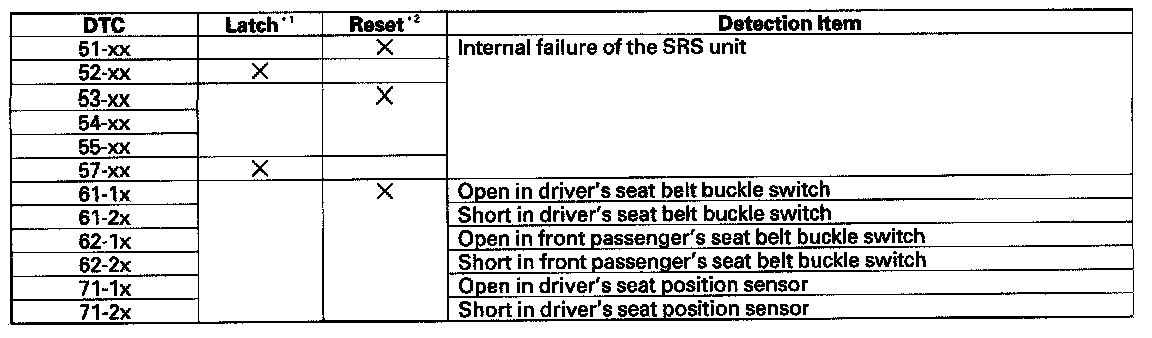 DTC Latch*1 Reset*2 Detection Item
51-xx × Internal failure of the SRS unit
52-xx ×
53-xx ×
54-xx
55-xx
57-xx ×
61-1x × Open in driver's seat belt buckle switch
61-2x Short in driver's seat belt buckle switch
62-1x Open in front passenger's seat belt buckle switch
62-2x Short in front passenger's seat belt buckle switch
71-1x Open in driver's seat position sensor
71-2x Short in driver's seat position sensor